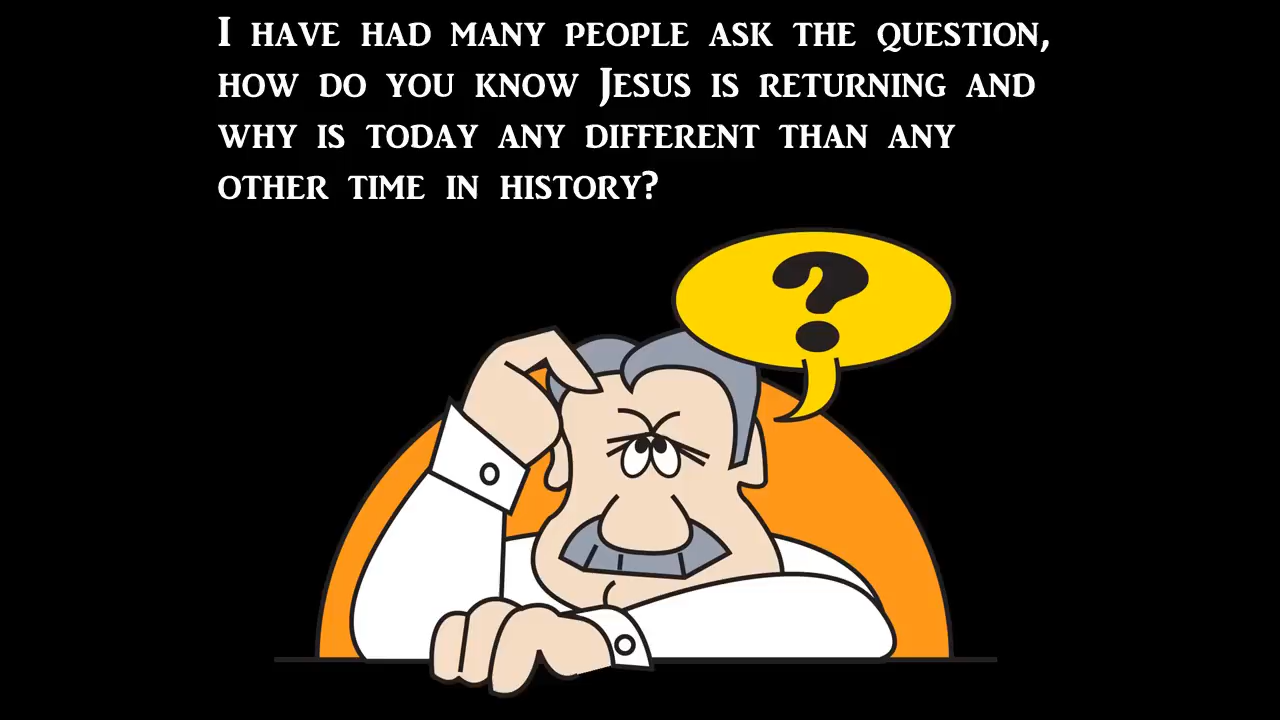 I have had many people ask the question,
how do you know Jesus is returning and
why is today any different than any
other time in history?
?